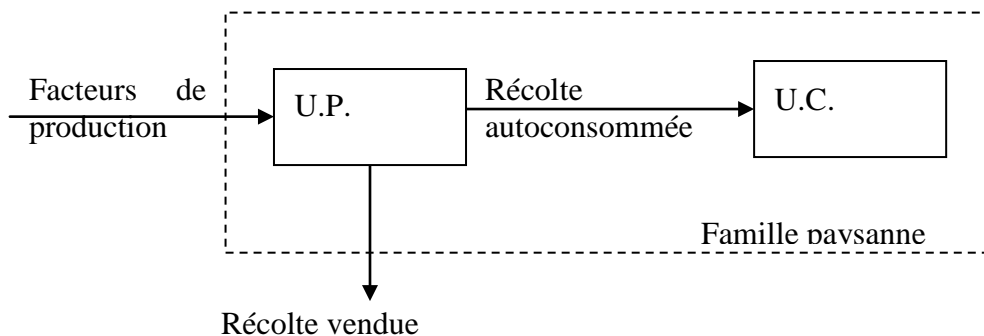 Facteurs de
production
U.P.
Récolte
autoconsommée
U.C.
Famille paysanne
Récolte vendue